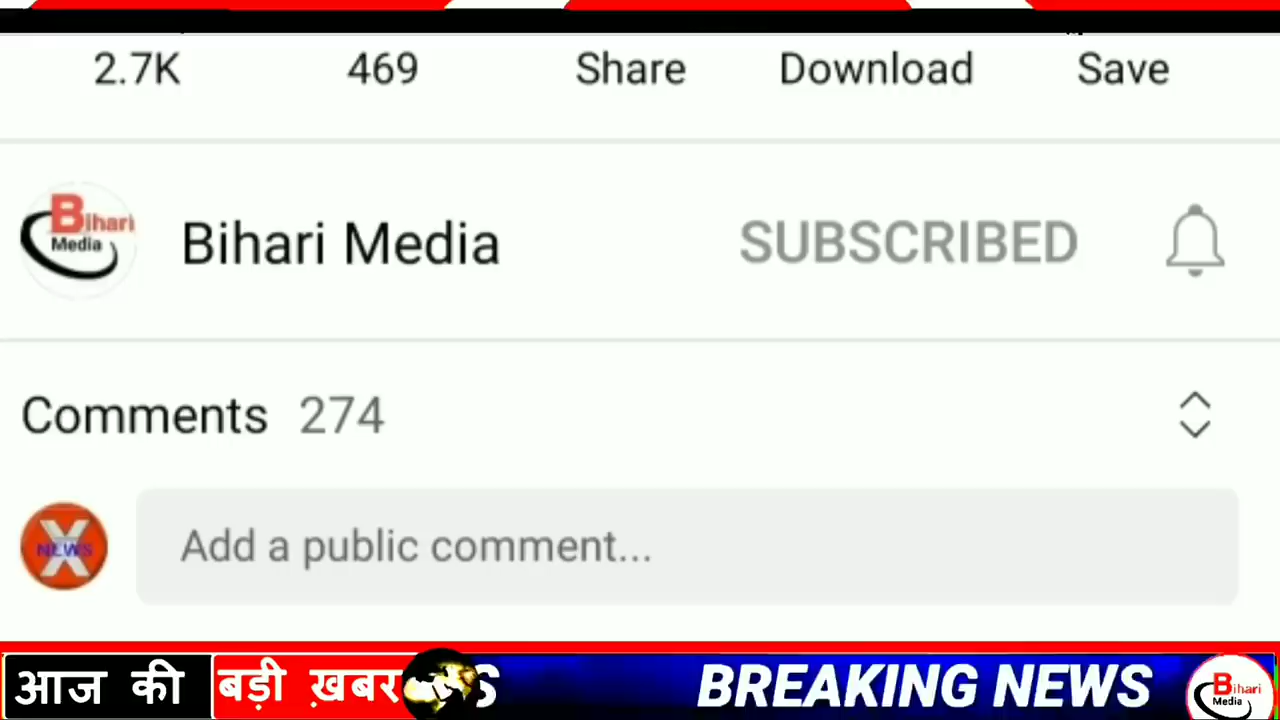 2.7K 469 Share Download Save
Bihari Media
Bihari Media SUBSCRIBED
Comments 274
NEWS X
Add a public comment...
आज की बड़ी ख़बर S BREAKING NEWS
Bihari Media